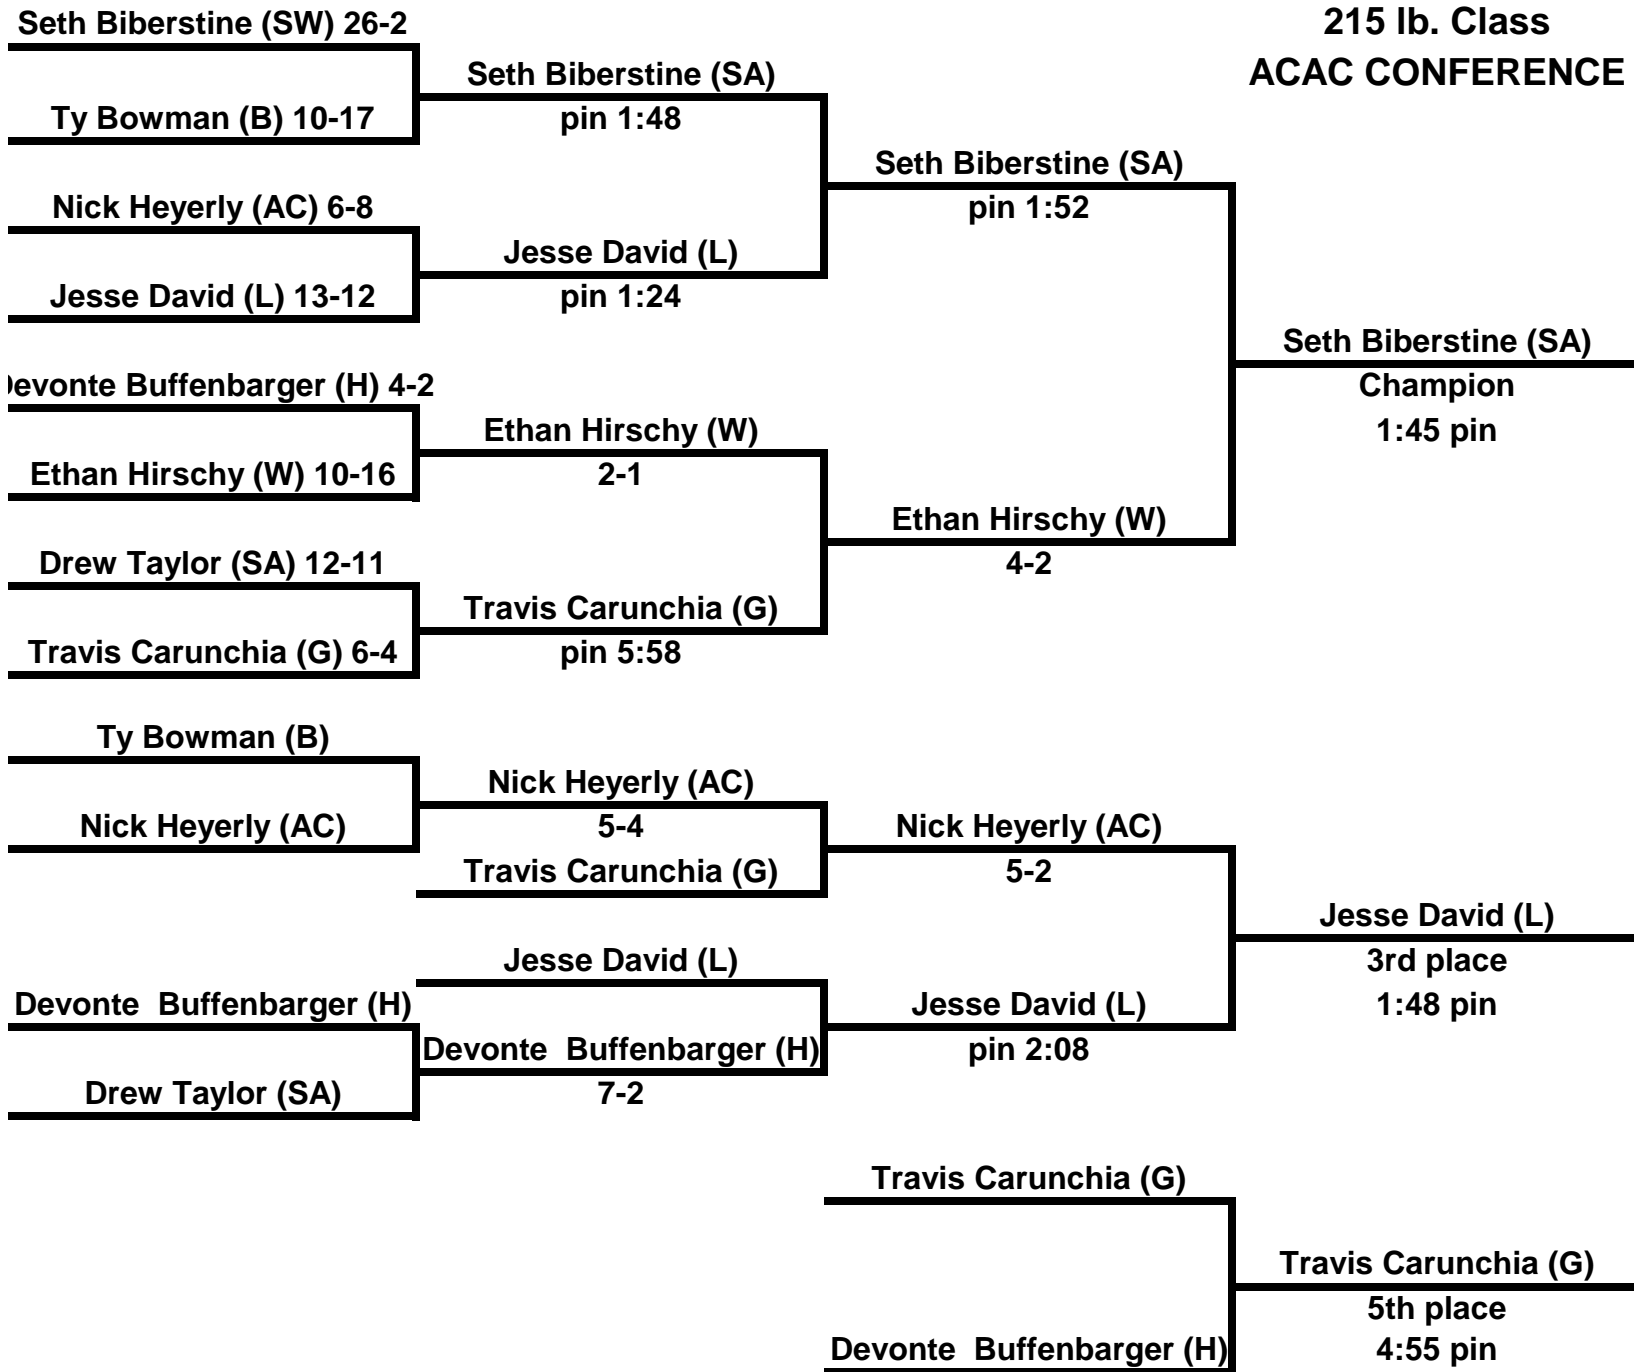 Seth Biberstine (SW) 26-2
215 lb. Class
ACAC CONFERENCE
Seth Biberstine (SA)
Ty Bowman (B) 10-17
pin 1:48
Seth Biberstine (SA)
Nick Heyerly (AC) 6-8
pin 1:52
Jesse David (L)
Jesse David (L) 13-12
pin 1:24
Seth Biberstine (SA)
evonte Buffenbarger (H) 4-2
Champion
Ethan Hirschy (W)
1:45 pin
Ethan Hirschy (W) 10-16
2-1
Ethan Hirschy (W)
Drew Taylor (SA) 12-11
4-2
Travis Carunchia (G)
Travis Carunchia (G) 6-4
pin 5:58
Ty Bowman (B)
Nick Heyerly (AC)
Nick Heyerly (AC)
5-4
Nick Heyerly (AC)
Travis Carunchia (G)
5-2
Jesse David (L)
Jesse David (L)
3rd place
Devonte  Buffenbarger (H)
Jesse David (L)
1:48 pin
Devonte  Buffenbarger (H)
pin 2:08
Drew Taylor (SA)
7-2
Travis Carunchia (G)
Travis Carunchia (G)
5th place
Devonte  Buffenbarger (H)
4:55 pin